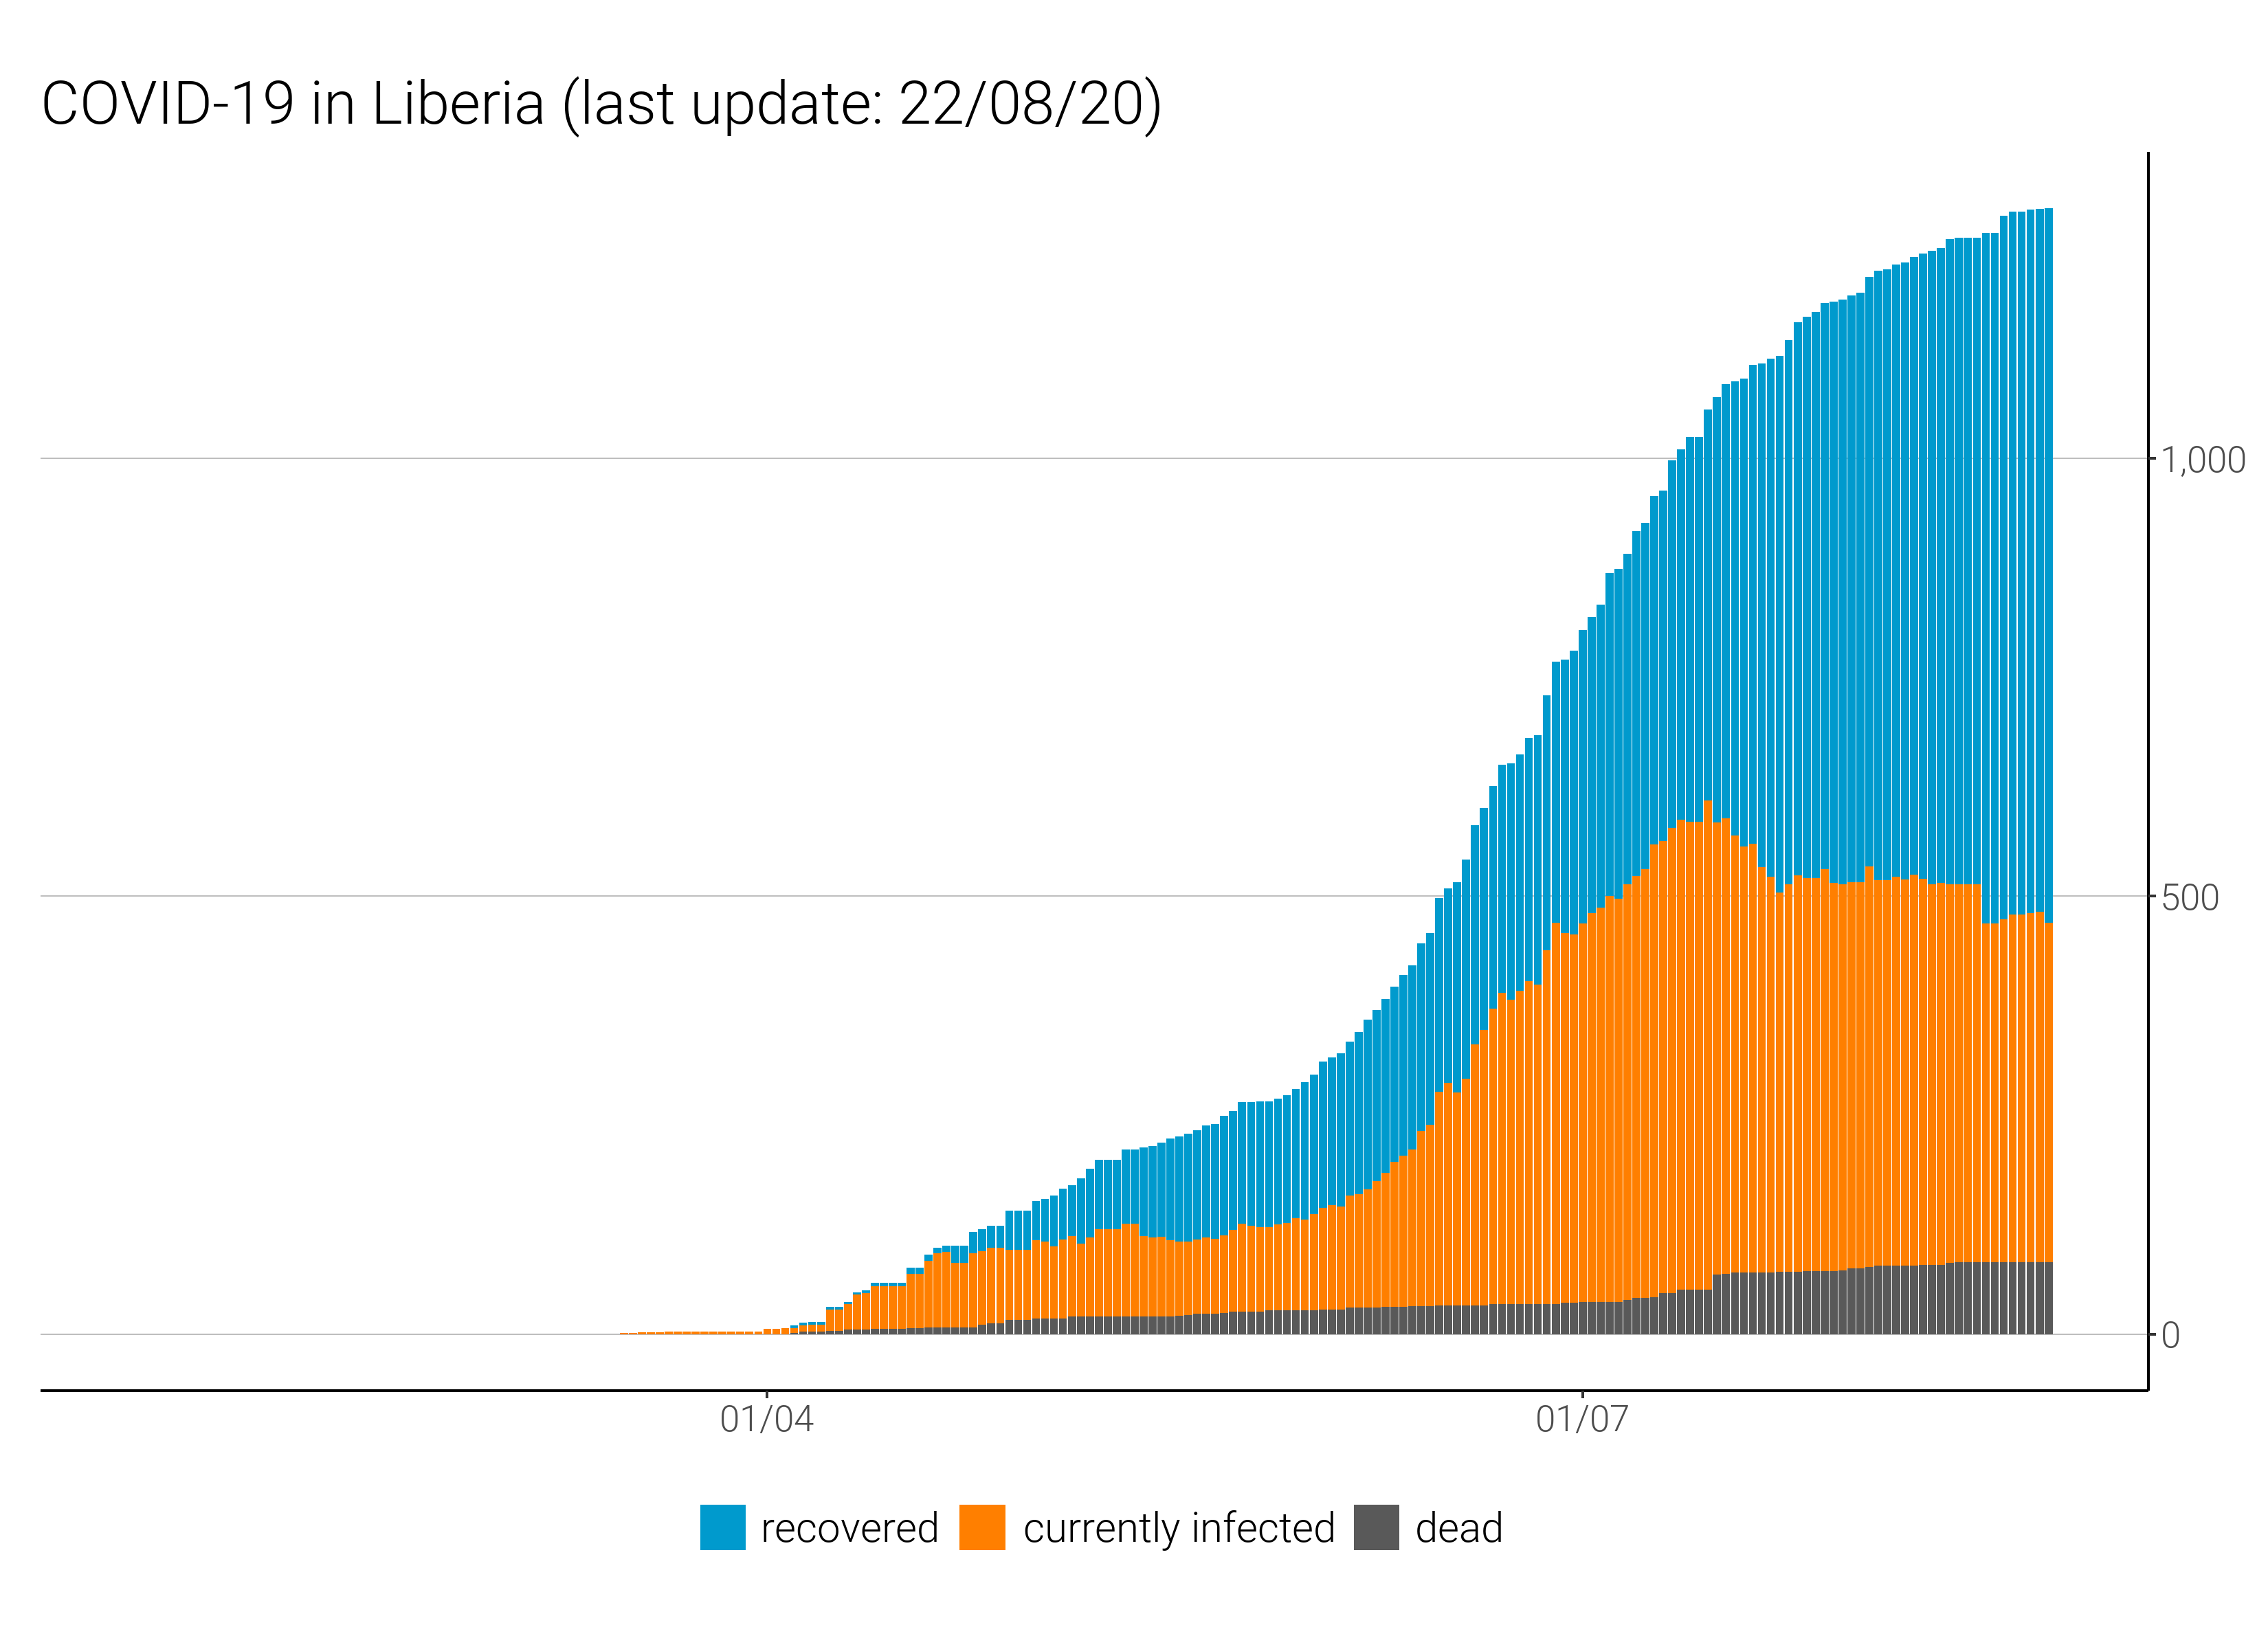 COVID-19 in Liberia (last update: 22/08/20)
1,000
500
0
01/04 01/07
recovered currently infected dead